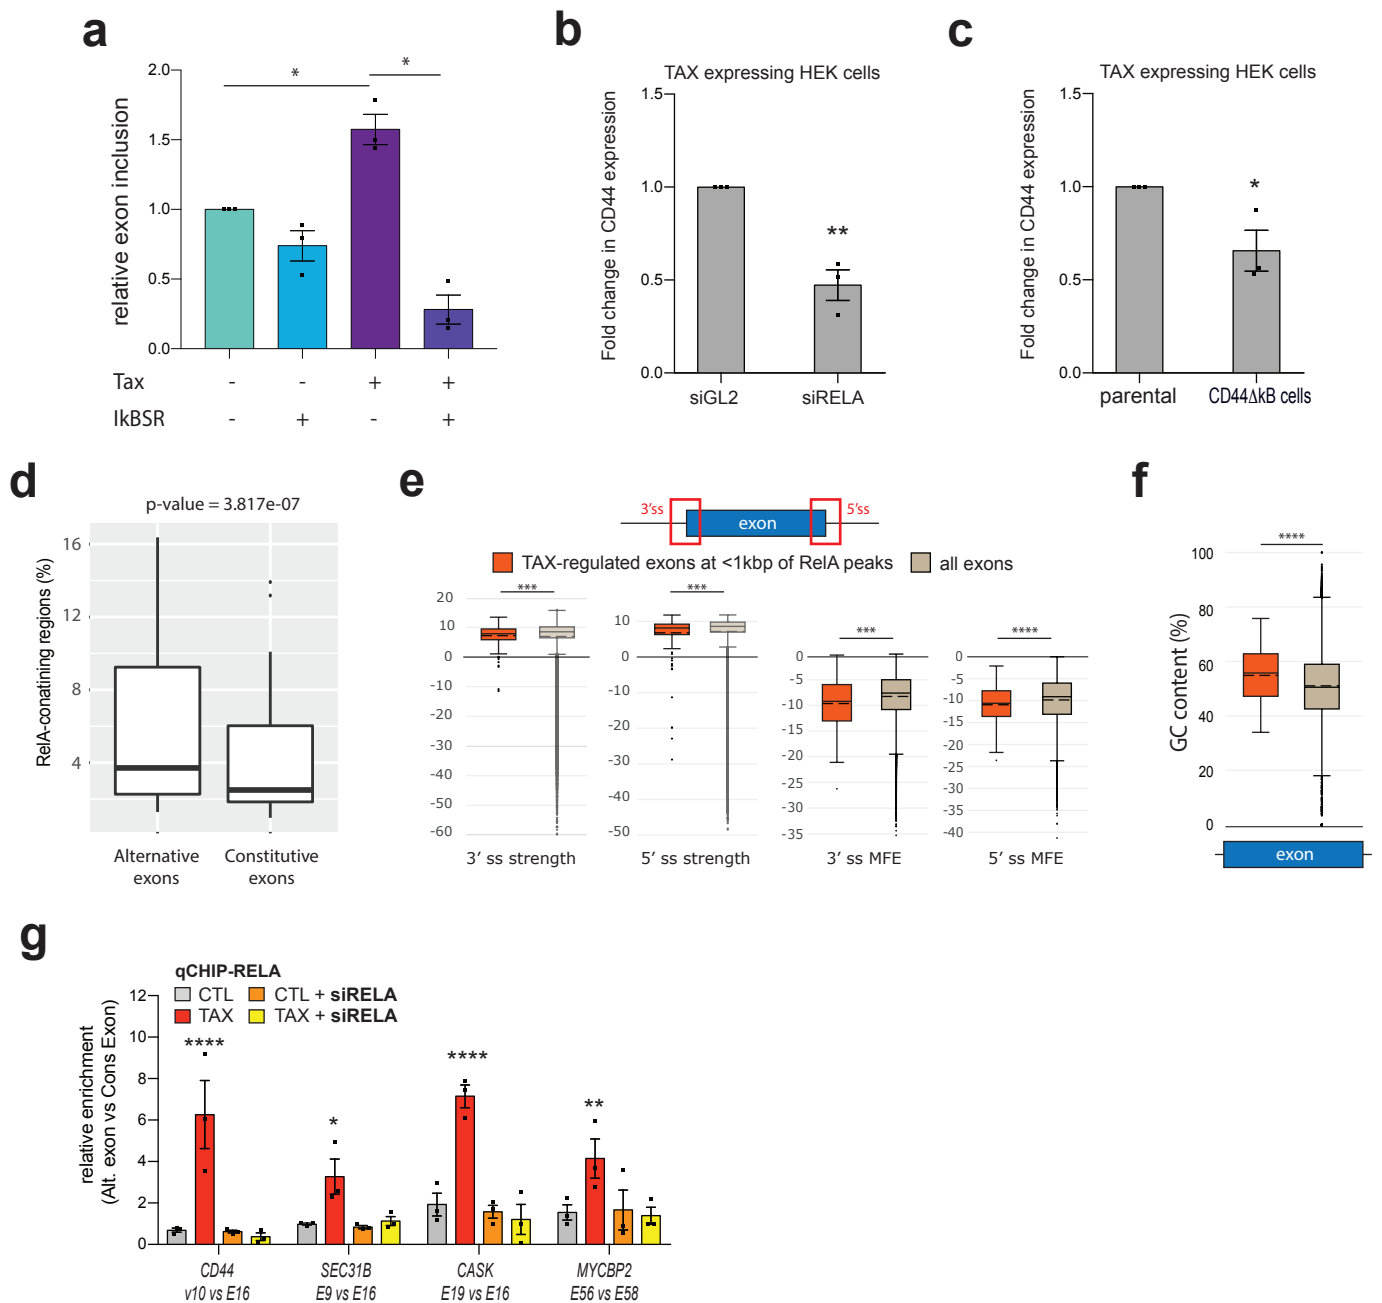 a
2.0
1.5
1.0
0.5
0.0
relative exon inclusion
*
*
Tax - - + +
IkBSR - + - +
b
TAX expressing HEK cells
1.5
1.0
0.5
0.0
Fold change in CD44 expression
**
siGL2 siRELA
c
TAX expressing HEK cells
1.5
1.0
0.5
0.0
Fold change in CD44 expression
*
parental CD44ΔkB cells
d
p-value = 3.817e-07
16
12
8
4
RelA-conatining regions (%)
Alternative Constitutive
exons exons
e
3'ss exon 5'ss
TAX-regulated exons at <1kbp of RelA peaks all exons
***
20
10
0
-10
-20
-30
-40
-50
-60
3' ss strength
***
10
0
-10
-20
-30
-40
-50
5' ss strength
***
0
-5
-10
-15
-20
-25
-30
-35
3' ss MFE
****
0
-5
-10
-15
-20
-25
-30
-35
-40
5' ss MFE
f
****
100
80
60
40
20
0
GC content (%)
exon
g
qCHIP-RELA
CTL CTL + siRELA
TAX TAX + siRELA
12
10
8
6
4
2
0
relative enrichment
(Alt. exon vs Cons Exon)
****
*
****
**
CD44 SEC31B CASK MYCBP2
v10 vs E16 E9 vs E16 E19 vs E16 E56 vs E58